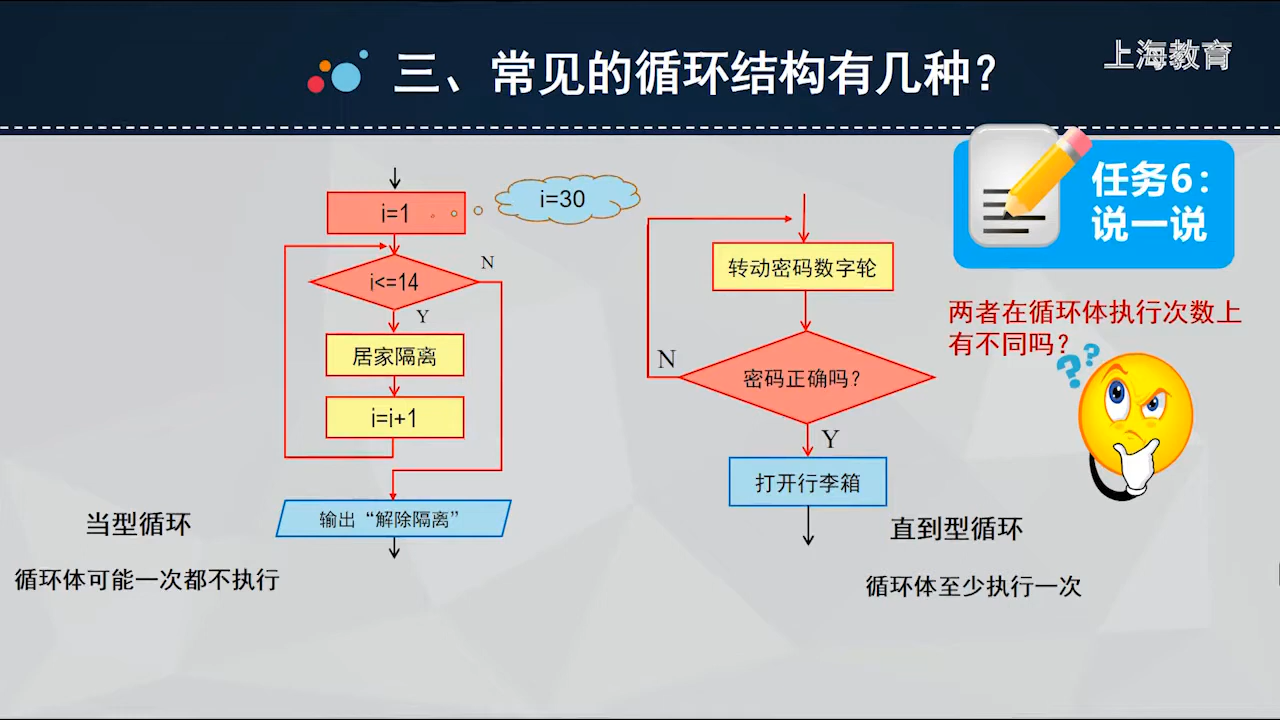 三、常见的循环结构有几种？
上海教育
i=1
i=30
i<=14
N
Y
居家隔离
i=i+1
输出“解除隔离”
当型循环
循环体可能一次都不执行
转动密码数字轮
N
密码正确吗？
Y
打开行李箱
直到型循环
循环体至少执行一次
任务6：
说一说
两者在循环体执行次数上
有不同吗？
??